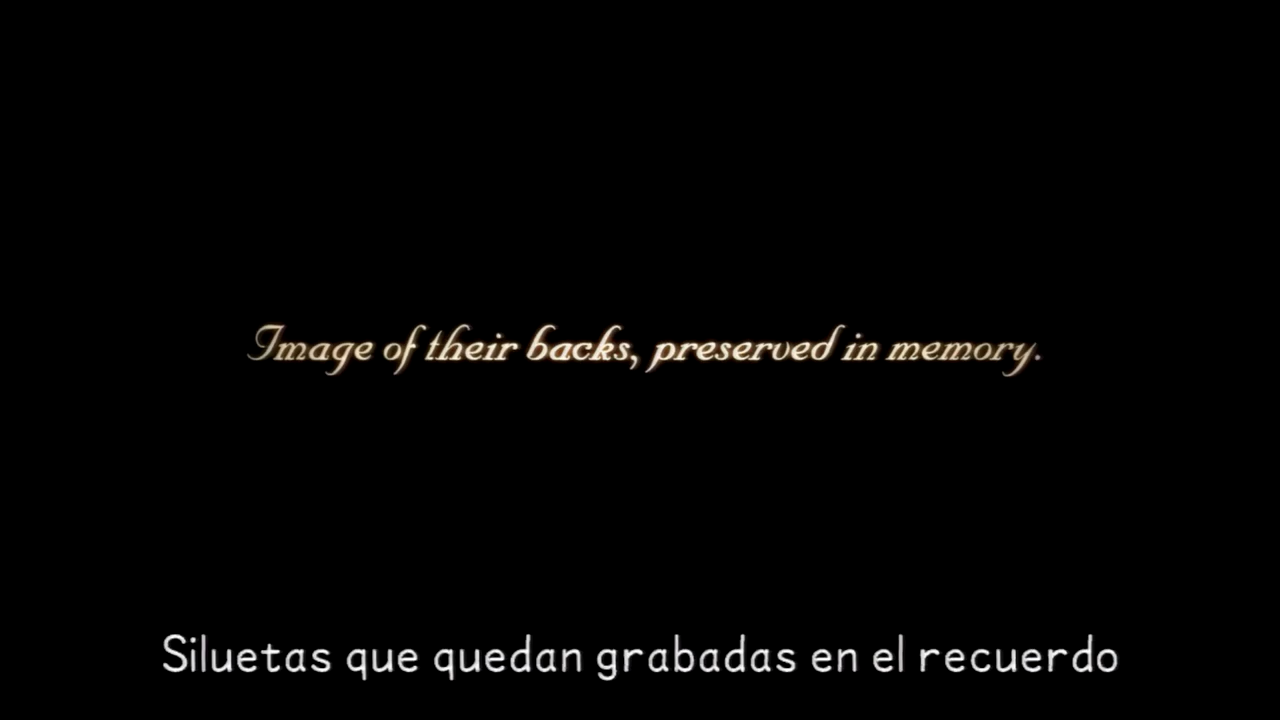 Image of their backs, preserved in memory.
Siluetas que quedan grabadas en el recuerdo